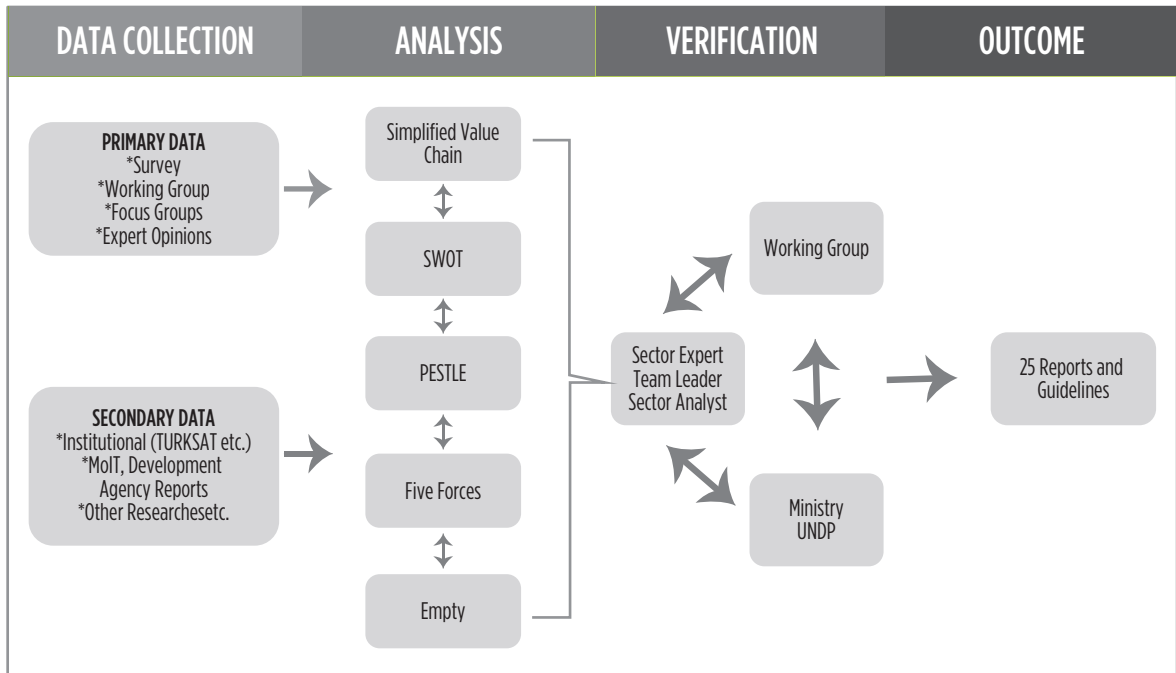 DATA COLLECTION
ANALYSIS
VERIFICATION
OUTCOME
PRIMARY DATA
*Survey
*Working Group
*Focus Groups
*Expert Opinions
SECONDARY DATA
*Institutional (TURKSAT etc.)
*MoIT, Development
Agency Reports
*Other Researchesetc.
Simplified Value
Chain
SWOT
PESTLE
Five Forces
Empty
Sector Expert
Team Leader
Sector Analyst
Working Group
Ministry
UNDP
25 Reports and
Guidelines